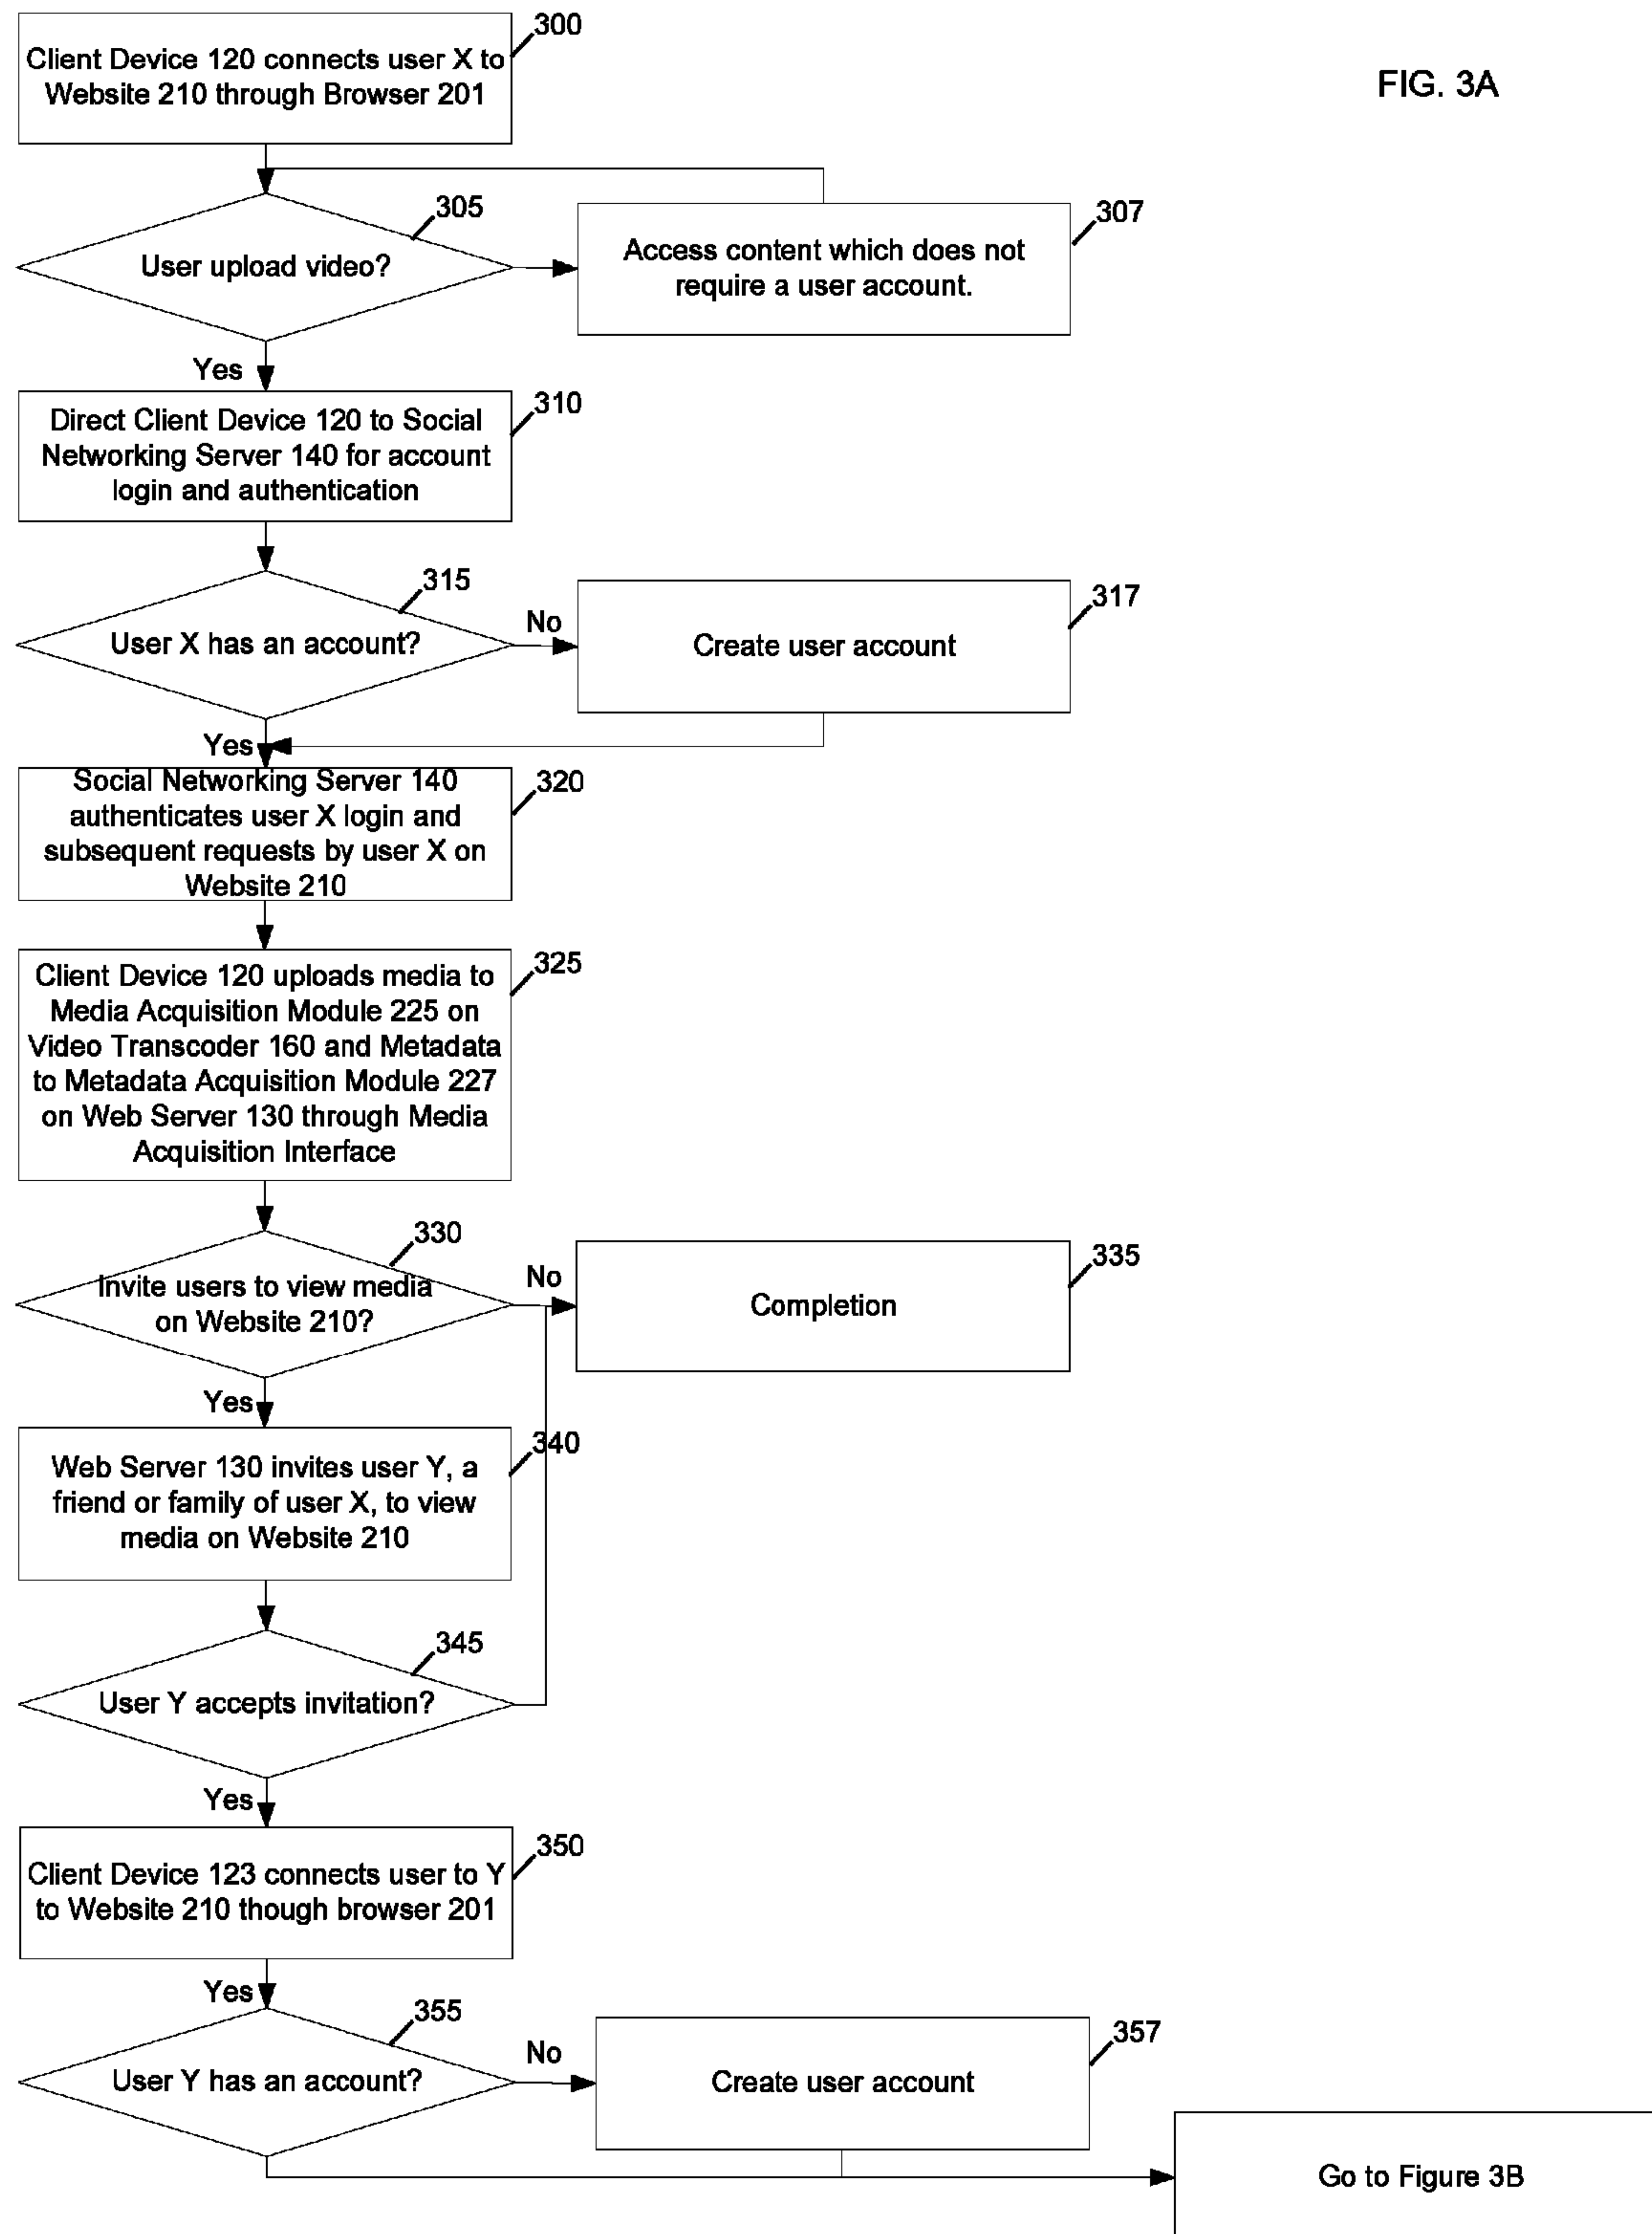 300
Client Device 120 connects user X to
Website 210 through Browser 201
FIG. 3A
305
User upload video?
307
Access content which does not
require a user account.
Yes
310
Direct Client Device 120 to Social
Networking Server 140 for account
login and authentication
315
User X has an account?
No
317
Create user account
Yes
320
Social Networking Server 140
authenticates user X login and
subsequent requests by user X on
Website 210
325
Client Device 120 uploads media to
Media Acquisition Module 225 on
Video Transcoder 160 and Metadata
to Metadata Acquisition Module 227
on Web Server 130 through Media
Acquisition Interface
330
Invite users to view media
on Website 210?
No
335
Completion
Yes
340
Web Server 130 invites user Y, a
friend or family of user X, to view
media on Website 210
345
User Y accepts invitation?
Yes
350
Client Device 123 connects user to Y
to Website 210 though browser 201
Yes
355
User Y has an account?
No
357
Create user account
Go to Figure 3B